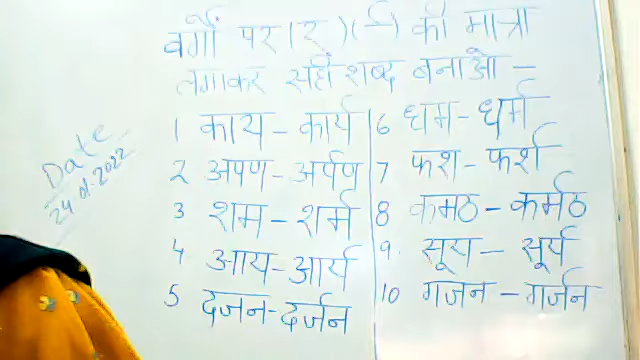 वर्गों पर (र्) (र्) की मात्रा
लगाकर सही शब्द बनाओ –
Date
24.01.2022
1 काय – कार्य
2 अपण – अर्पण
3 शम – शर्म
4 आय – आर्य
5 दजन – दर्जन
6 धम – धर्म
7 फश – फर्श
8 कमठ – कर्मठ
9. सूय – सूर्य
10 गजन – गर्जन